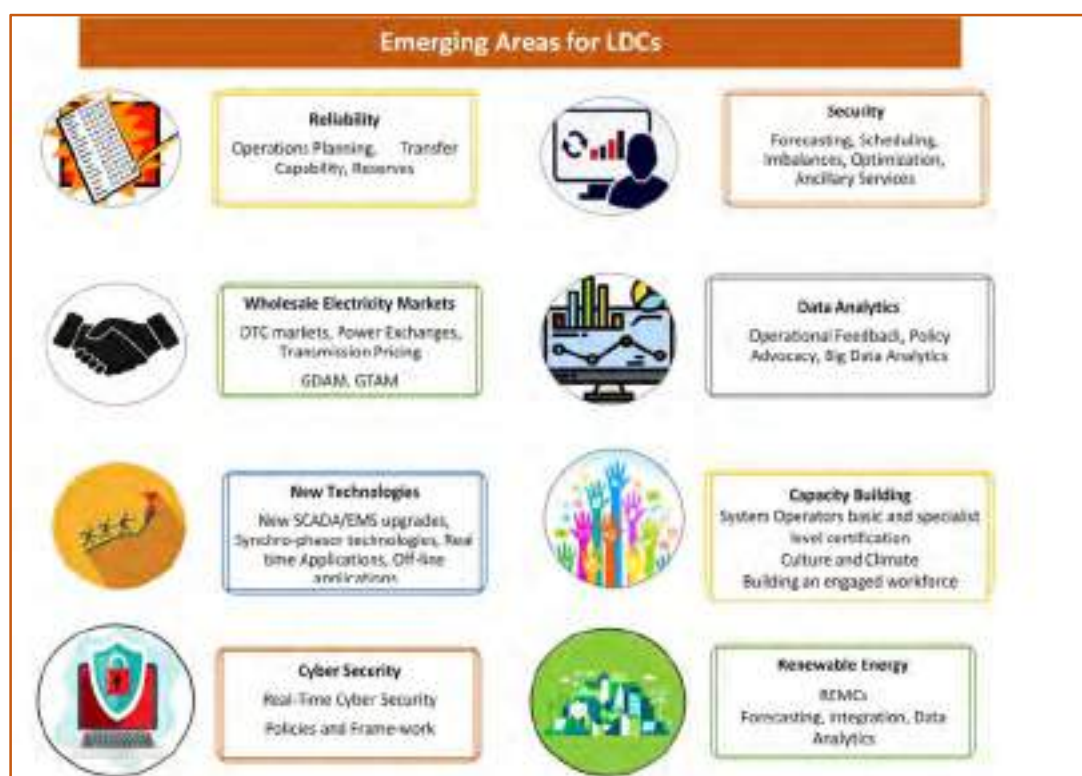 Emerging Areas for LDCs
Reliability
Operations Planning, Transfer
Capability, Reserves
Security
Forecasting, Scheduling,
Imbalances, Optimization,
Ancillary Services
Wholesale Electricity Markets
OTC markets, Power Exchanges,
Transmission Pricing
GDAM, GTAM
Data Analytics
Operational Feedback, Policy
Advocacy, Big Data Analytics
New Technologies
New SCADA/EMS upgrades,
Synchro-phasor technologies, Real
time Applications, Off-line
applications
Capacity Building
System Operators basic and specialist
level certification
Culture and Climate
Building an engaged workforce
Cyber Security
Real-Time Cyber Security
Policies and Frame-work
Renewable Energy
REMCs
Forecasting, integration, Data
Analytics